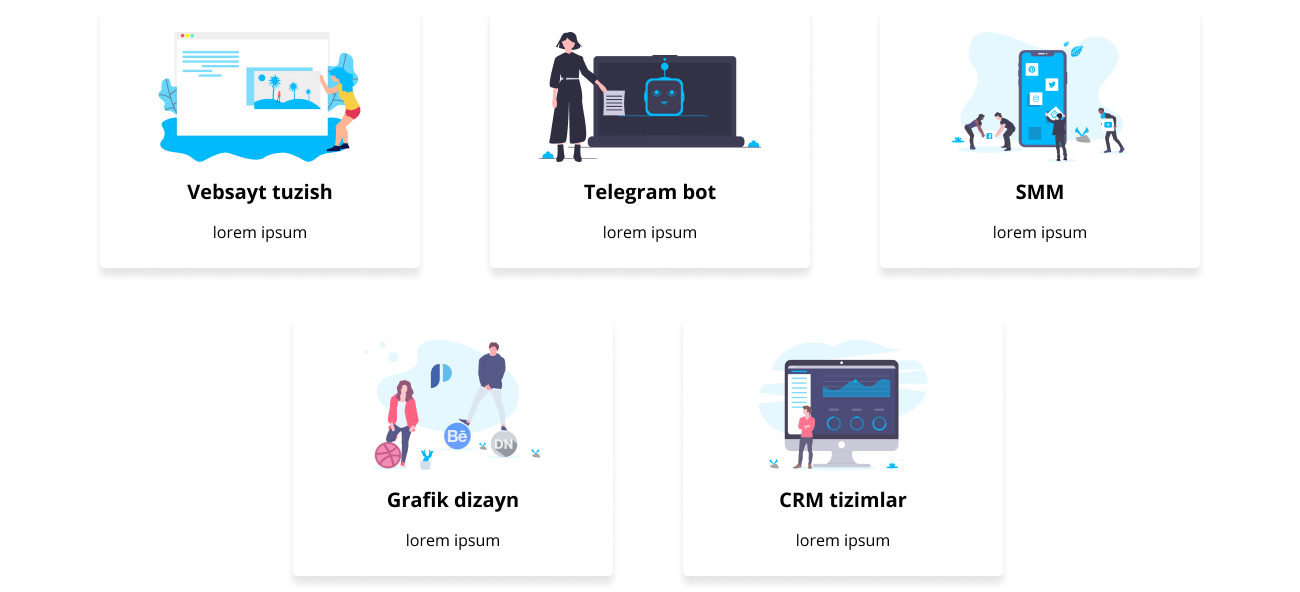 Vebsayt tuzish
lorem ipsum
Telegram bot
lorem ipsum
SMM
lorem ipsum
Bē
DN
Grafik dizayn
lorem ipsum
CRM tizimlar
lorem ipsum